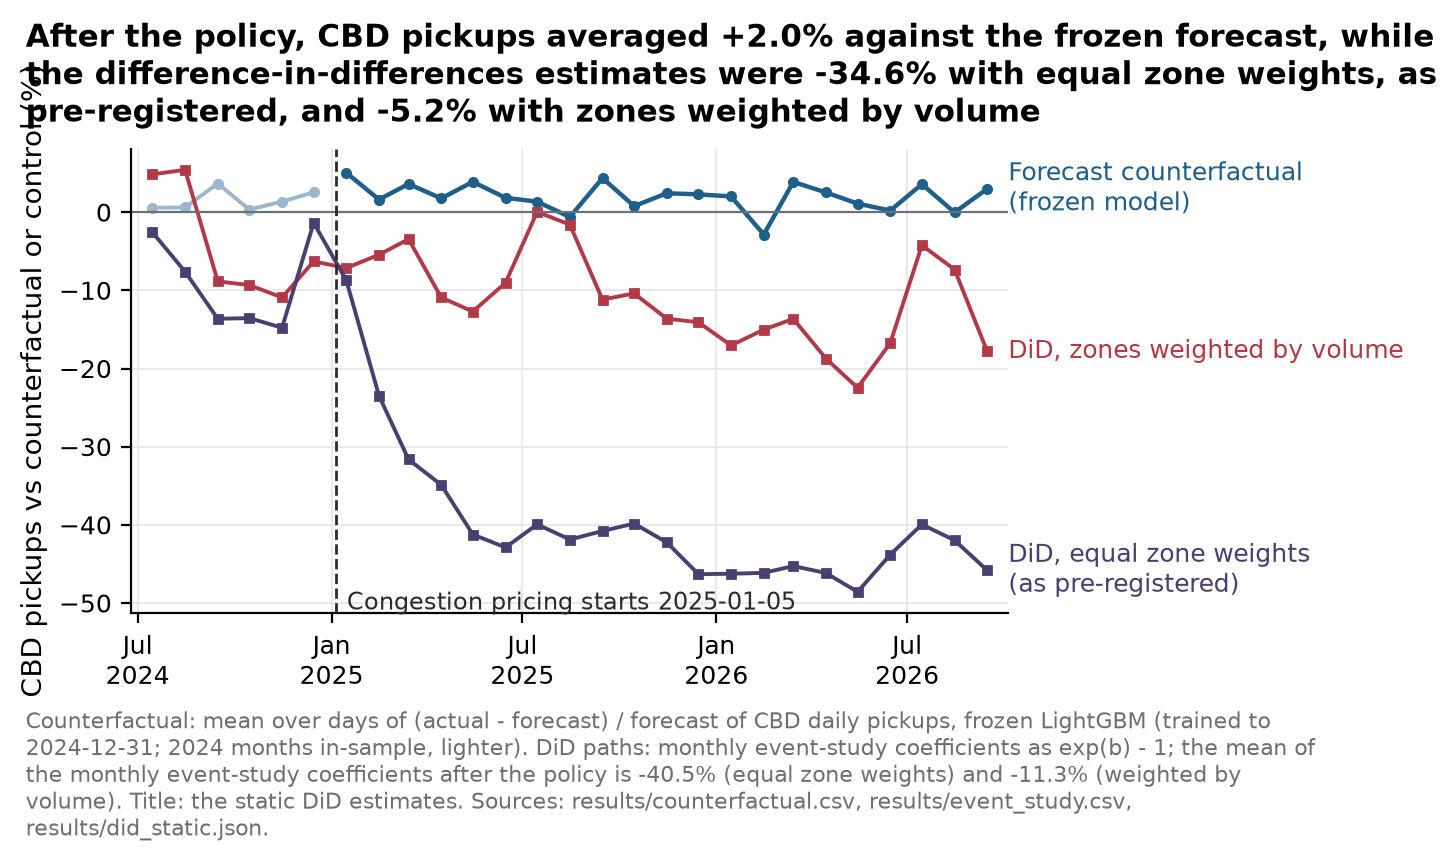 After the policy, CBD pickups averaged +2.0% against the frozen forecast, while
the difference-in-differences estimates were -34.6% with equal zone weights, as
pre-registered, and -5.2% with zones weighted by volume
CBD pickups vs counterfactual or control (%)
0
−10
−20
−30
−40
−50
Forecast counterfactual
(frozen model)
DiD, zones weighted by volume
DiD, equal zone weights
(as pre-registered)
Congestion pricing starts 2025-01-05
Jul
2024
Jan
2025
Jul
2025
Jan
2026
Jul
2026
Counterfactual: mean over days of (actual - forecast) / forecast of CBD daily pickups, frozen LightGBM (trained to
2024-12-31; 2024 months in-sample, lighter). DiD paths: monthly event-study coefficients as exp(b) - 1; the mean of
the monthly event-study coefficients after the policy is -40.5% (equal zone weights) and -11.3% (weighted by
volume). Title: the static DiD estimates. Sources: results/counterfactual.csv, results/event_study.csv,
results/did_static.json.